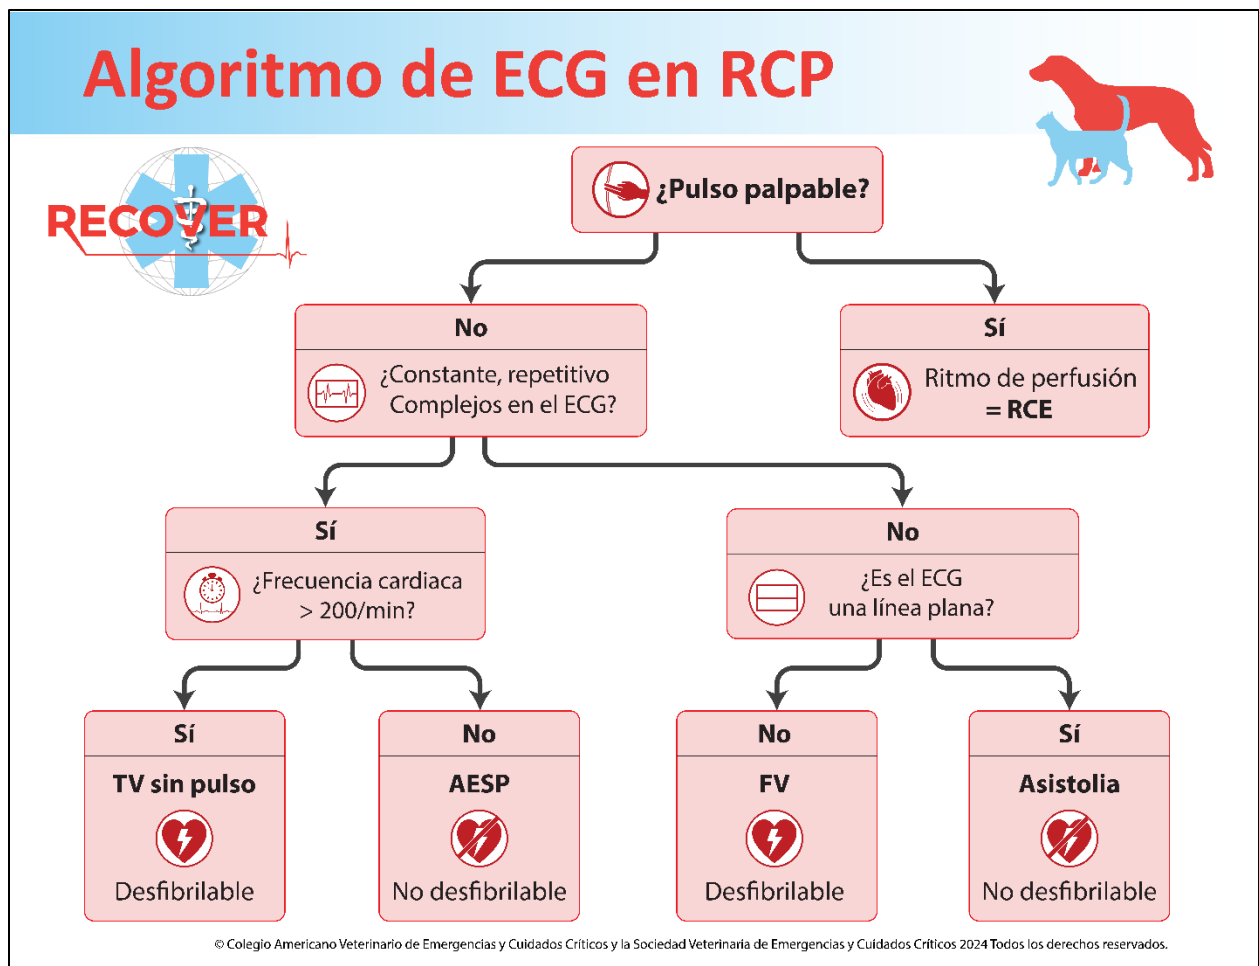 Algoritmo de ECG en RCP
RECOVER
¿Pulso palpable?
No
¿Constante, repetitivo
Complejos en el ECG?
Sí
Ritmo de perfusión
= RCE
Sí
¿Frecuencia cardiaca
> 200/min?
No
¿Es el ECG
una línea plana?
Sí
TV sin pulso
Desfibrilable
No
AESP
No desfibrilable
No
FV
Desfibrilable
Sí
Asistolia
No desfibrilable
© Colegio Americano Veterinario de Emergencias y Cuidados Críticos y la Sociedad Veterinaria de Emergencias y Cuidados Críticos 2024 Todos los derechos reservados.